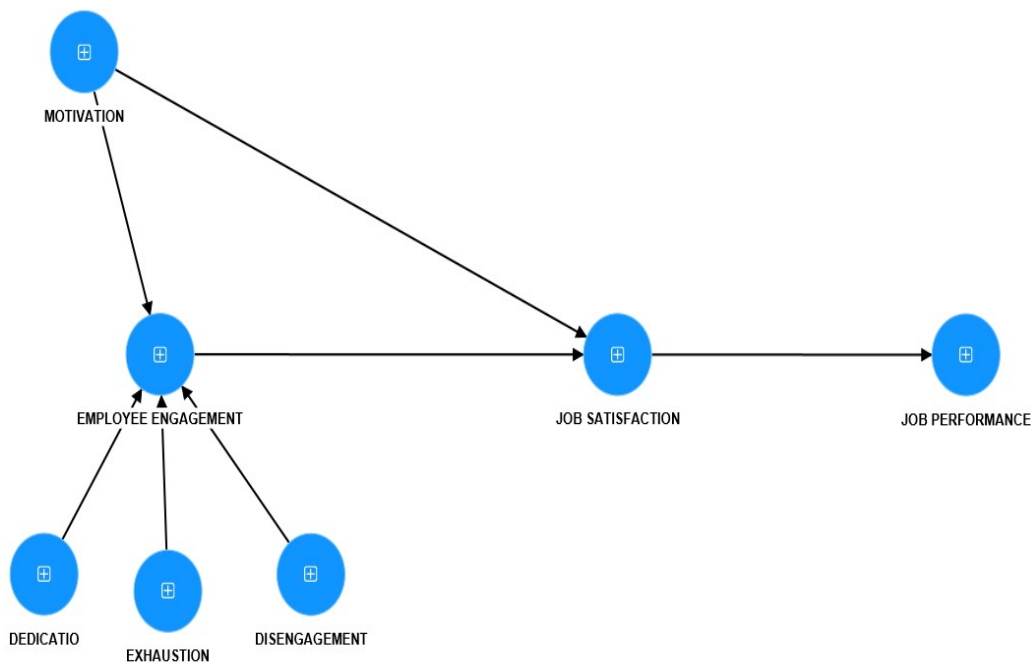 MOTIVATION
EMPLOYEE ENGAGEMENT
JOB SATISFACTION
JOB PERFORMANCE
DEDICATIO
EXHAUSTION
DISENGAGEMENT